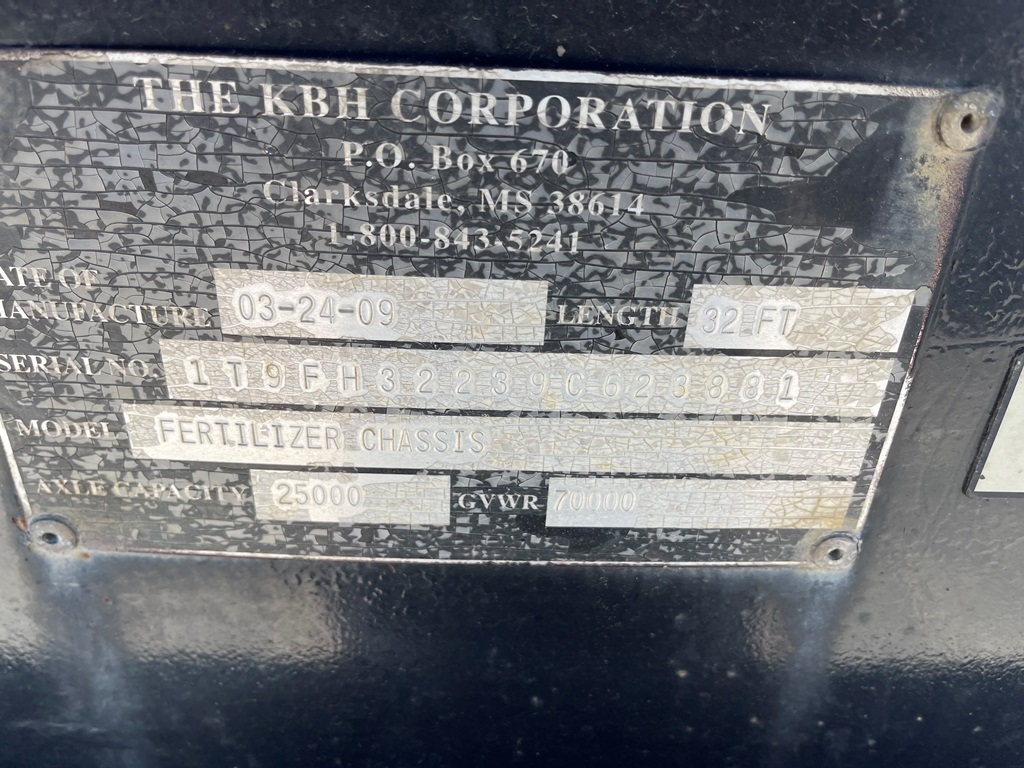 THE KBH CORPORATION
P.O. Box 670
Clarksdale, MS 38614
1-800-843-5241
ATE OF
MANUFACTURE 03-24-09 LENGTH 32 FT
SERIAL NO. 1T9FH32239C623881
MODEL FERTILIZER CHASSIS
AXLE CAPACITY 25000 GVWR 70000